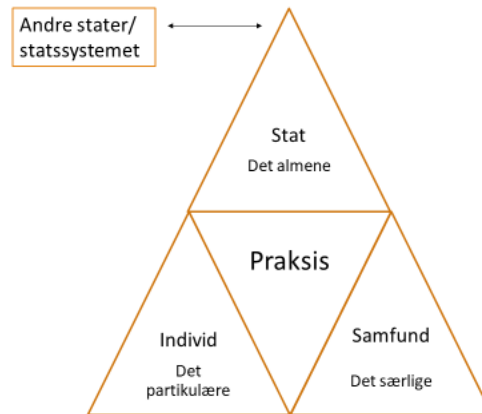 Andre stater/
statssystemet
Stat
Det almene
Praksis
Individ
Det
partikulære
Samfund
Det særlige